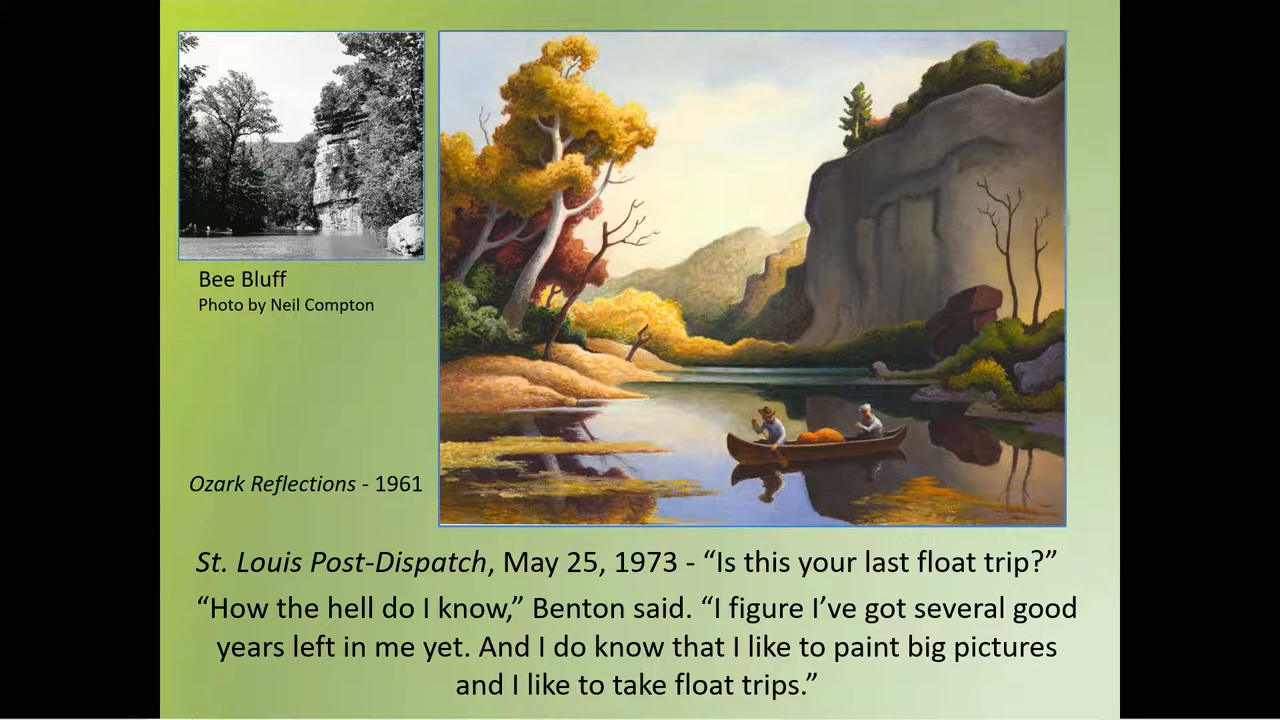 Bee Bluff
Photo by Neil Compton
Ozark Reflections - 1961
St. Louis Post-Dispatch, May 25, 1973 - “Is this your last float trip?”
“How the hell do I know,” Benton said. “I figure I’ve got several good
years left in me yet. And I do know that I like to paint big pictures
and I like to take float trips.”